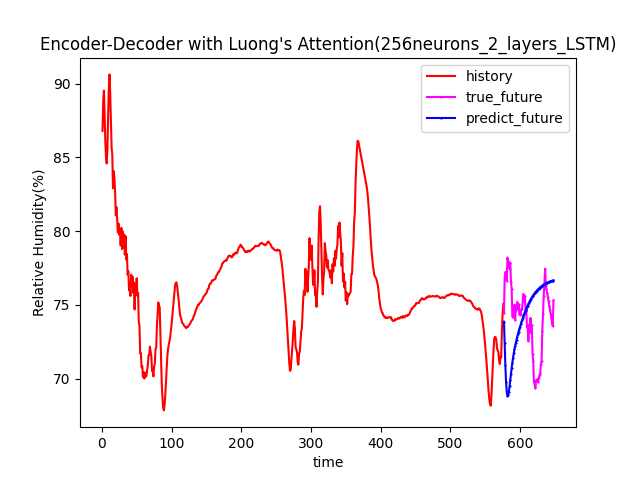 Encoder-Decoder with Luong's Attention(256neurons_2_layers_LSTM)
history
true_future
predict_future
Relative Humidity(%)
90
85
80
75
70
0 100 200 300 400 500 600
time